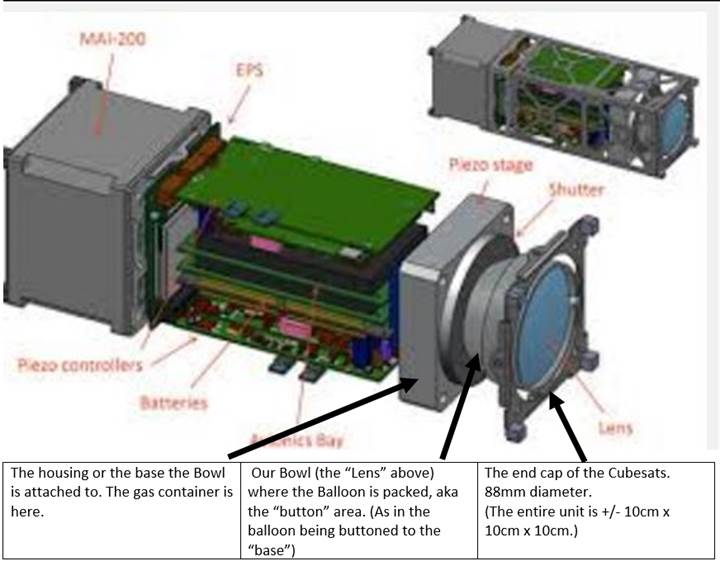 MAI-200
EPS
Piezo stage
Shutter
Piezo controllers
Batteries
Avionics Bay
Lens
The housing or the base the Bowl
is attached to. The gas container is
here.
Our Bowl (the “Lens” above)
where the Balloon is packed, aka
the “button” area. (As in the
balloon being buttoned to the
“base”)
The end cap of the Cubesats.
88mm diameter.
(The entire unit is +/- 10cm x
10cm x 10cm.)